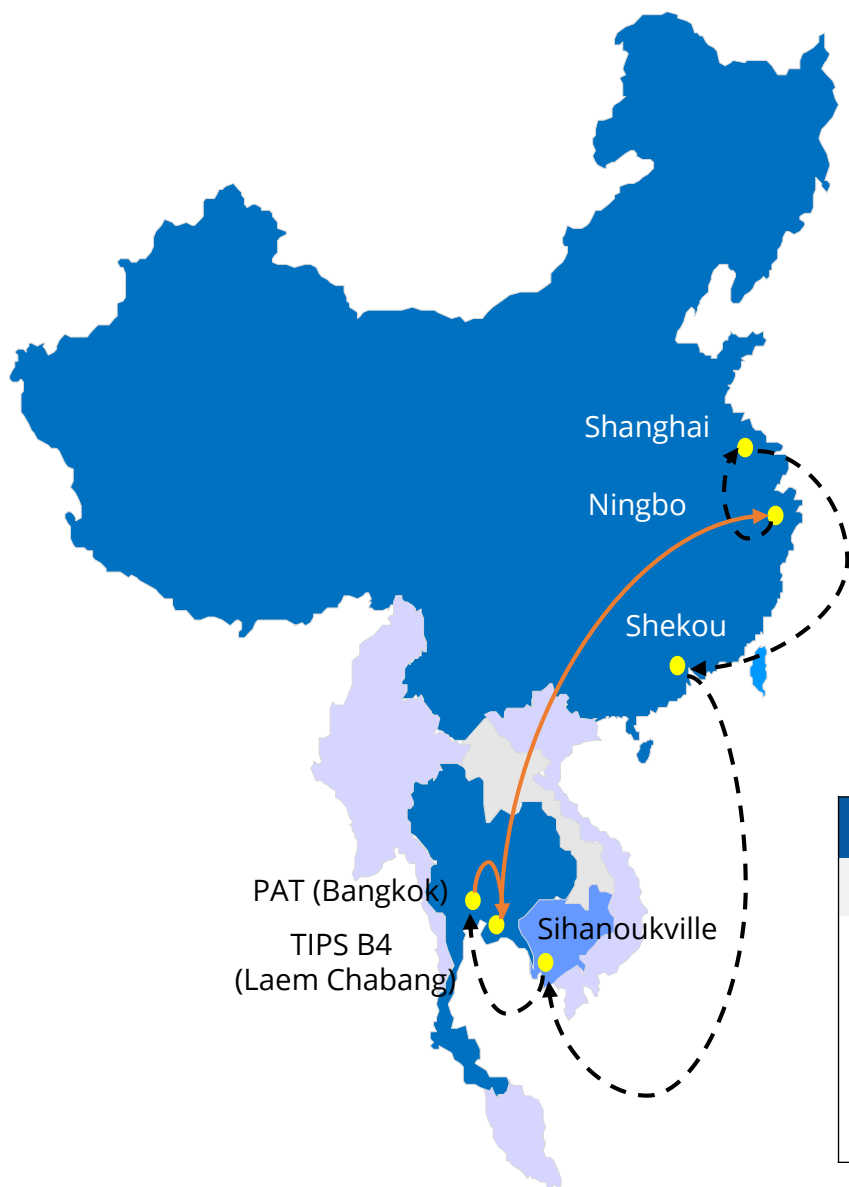 Shanghai
Ningbo
Shekou
PAT (Bangkok)
Sihanoukville
TIPS B4
(Laem Chabang)